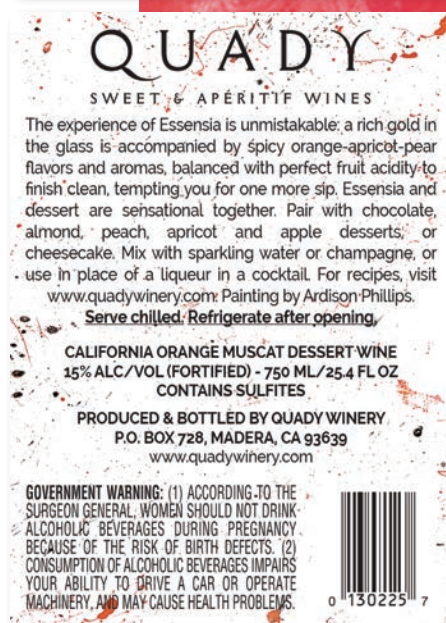 QUADY
SWEET & APÉRITIF WINES
The experience of Essensia is unmistakable: a rich gold in
the glass is accompanied by spicy orange-apricot-pear
flavors and aromas, balanced with perfect fruit acidity to
finish clean, tempting you for one more sip. Essensia and
dessert are sensational together. Pair with chocolate,
almond, peach, apricot and apple desserts, or
cheesecake. Mix with sparkling water or champagne, or
use in place of a liqueur in a cocktail. For recipes, visit
www.quadywinery.com. Painting by Ardison Phillips.
Serve chilled. Refrigerate after opening.
CALIFORNIA ORANGE MUSCAT DESSERT WINE
15% ALC/VOL (FORTIFIED) - 750 ML/25.4 FL OZ
CONTAINS SULFITES
PRODUCED & BOTTLED BY QUADY WINERY
P.O. BOX 728, MADERA, CA 93639
www.quadywinery.com
GOVERNMENT WARNING: (1) ACCORDING TO THE
SURGEON GENERAL, WOMEN SHOULD NOT DRINK
ALCOHOLIC BEVERAGES DURING PREGNANCY
BECAUSE OF THE RISK OF BIRTH DEFECTS. (2)
CONSUMPTION OF ALCOHOLIC BEVERAGES IMPAIRS
YOUR ABILITY TO DRIVE A CAR OR OPERATE
MACHINERY, AND MAY CAUSE HEALTH PROBLEMS.
0 130225 7